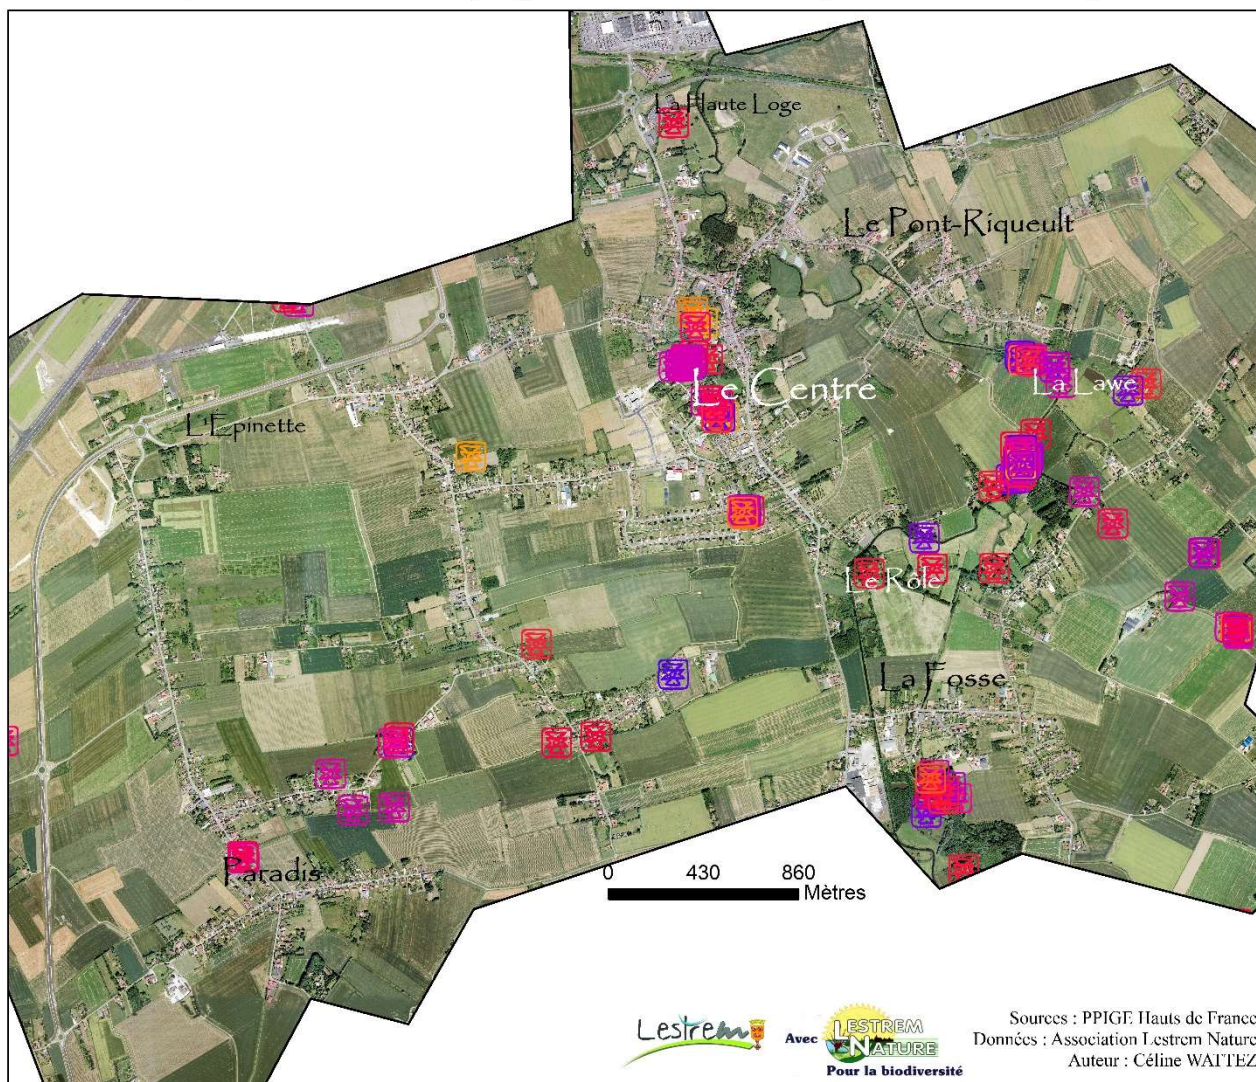 La Haute Loge
Le Pont-Riqueult
Le Centre
La Lawe
L'Epinette
Le Rôle
La Fosse
Paradis
0 430 860
Mètres
Lestrem
Avec
LESTREM
NATURE
Pour la biodiversité
Sources : PPIGE Hauts de France
Données : Association Lestrem Nature
Auteur : Céline WATTEZ